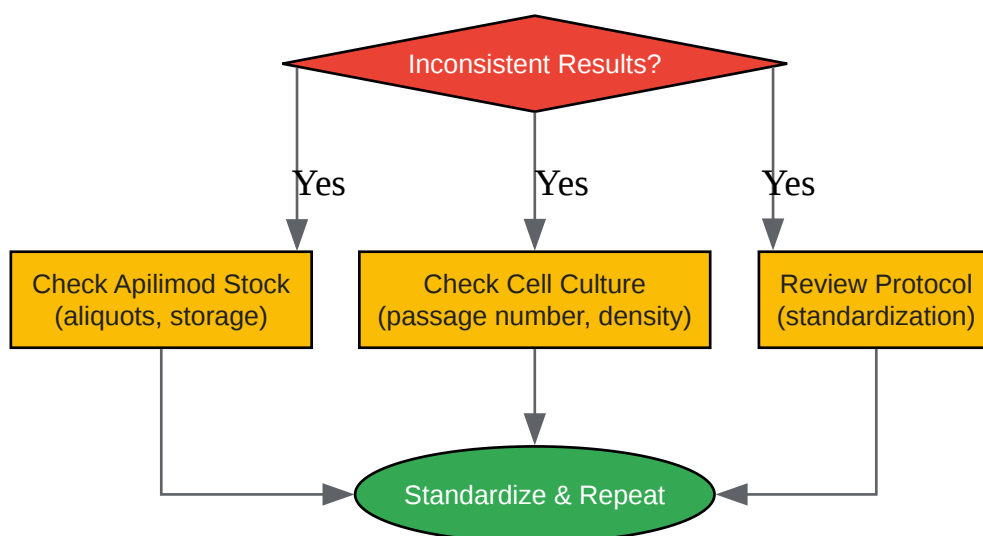 Inconsistent Results?
Yes
Yes
Yes
Check Apilimod Stock
(aliquots, storage)
Check Cell Culture
(passage number, density)
Review Protocol
(standardization)
Standardize & Repeat